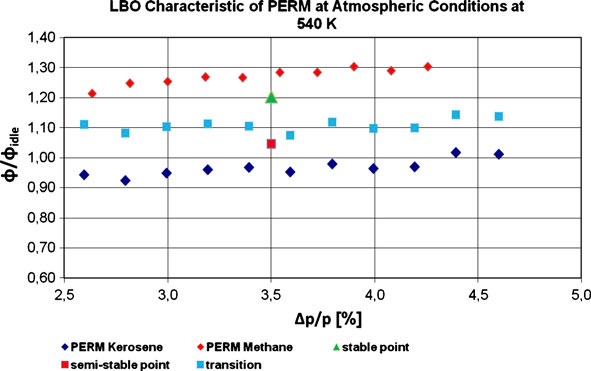 LBO Characteristic of PERM at Atmospheric Conditions at
540 K
1,40
1,30
1,20
1,10
1,00
0,90
0,80
0,70
0,60
ϕ/ϕidle
2,5 3,0 3,5 4,0 4,5 5,0
Δp/p [%]
PERM Kerosene PERM Methane stable point
semi-stable point transition